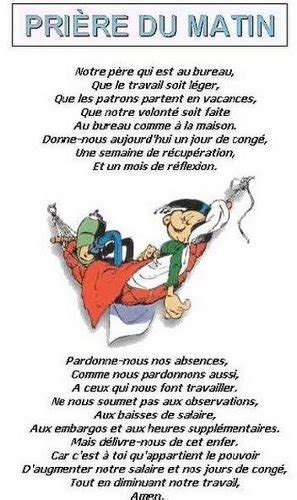 PRIÈRE DU MATIN
Notre père qui est au bureau,
Que le travail soit léger,
Que les patrons partent en vacances,
Que notre volonté soit faite
Au bureau comme à la maison.
Donne-nous aujourd'hui un jour de congé,
Une semaine de récupération,
Et un mois de réflexion.
Pardonne-nous nos absences,
Comme nous pardonnons aussi,
A ceux qui nous font travailler.
Ne nous soumet pas aux observations,
Aux baisses de salaire,
Aux embargos et aux heures supplémentaires.
Mais délivre-nous de cet enfer.
Car c'est à toi qu'appartient le pouvoir
D'augmenter notre salaire et nos jours de congé,
Tout en diminuant notre travail,
Amen.